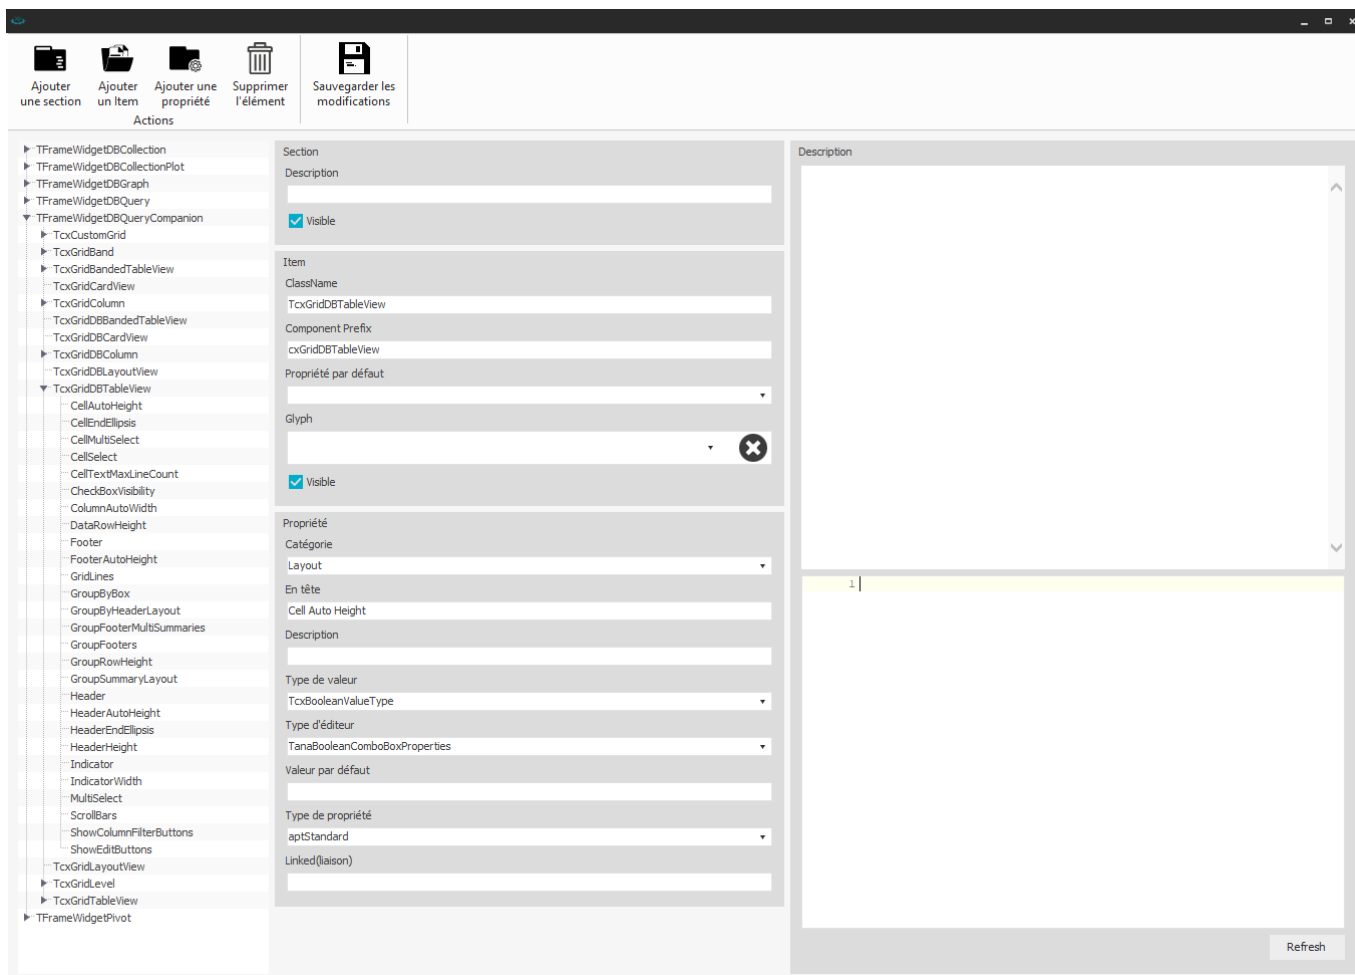 Ajouter
une section
Ajouter
un Item
Ajouter une
propriété
Supprimer
l'élément
Sauvegarder les
modifications
Actions
TFrameWidgetDBCollection
TFrameWidgetDBCollectionPlot
TFrameWidgetDBGraph
TFrameWidgetDBQuery
TFrameWidgetDBQueryCompanion
TcxCustomGrid
TcxGridBand
TcxGridBandedTableView
TcxGridCardView
TcxGridColumn
TcxGridDBBandedTableView
TcxGridDBCardView
TcxGridDBColumn
TcxGridDBLayoutView
TcxGridDBTableView
CellAutoHeight
CellEndEllipsis
CellMultiSelect
CellSelect
CellTextMaxLineCount
CheckBoxVisibility
ColumnAutoWidth
DataRowHeight
Footer
FooterAutoHeight
GridLines
GroupByBox
GroupByHeaderLayout
GroupFooterMultiSummaries
GroupFooters
GroupRowHeight
GroupSummaryLayout
Header
HeaderAutoHeight
HeaderEndEllipsis
HeaderHeight
Indicator
IndicatorWidth
MultiSelect
ScrollBars
ShowColumnFilterButtons
ShowEditButtons
TcxGridLayoutView
TcxGridLevel
TcxGridTableView
TFrameWidgetPivot
Section
Description
Visible
Item
ClassName
TcxGridDBTableView
Component Prefix
cxGridDBTableView
Propriété par défaut
Glyph
Visible
Propriété
Catégorie
Layout
En tête
Cell Auto Height
Description
Type de valeur
TcxBooleanValueType
Type d'éditeur
TanaBooleanComboBoxProperties
Valeur par défaut
Type de propriété
aptStandard
Linked(liaison)
Description
1
Refresh